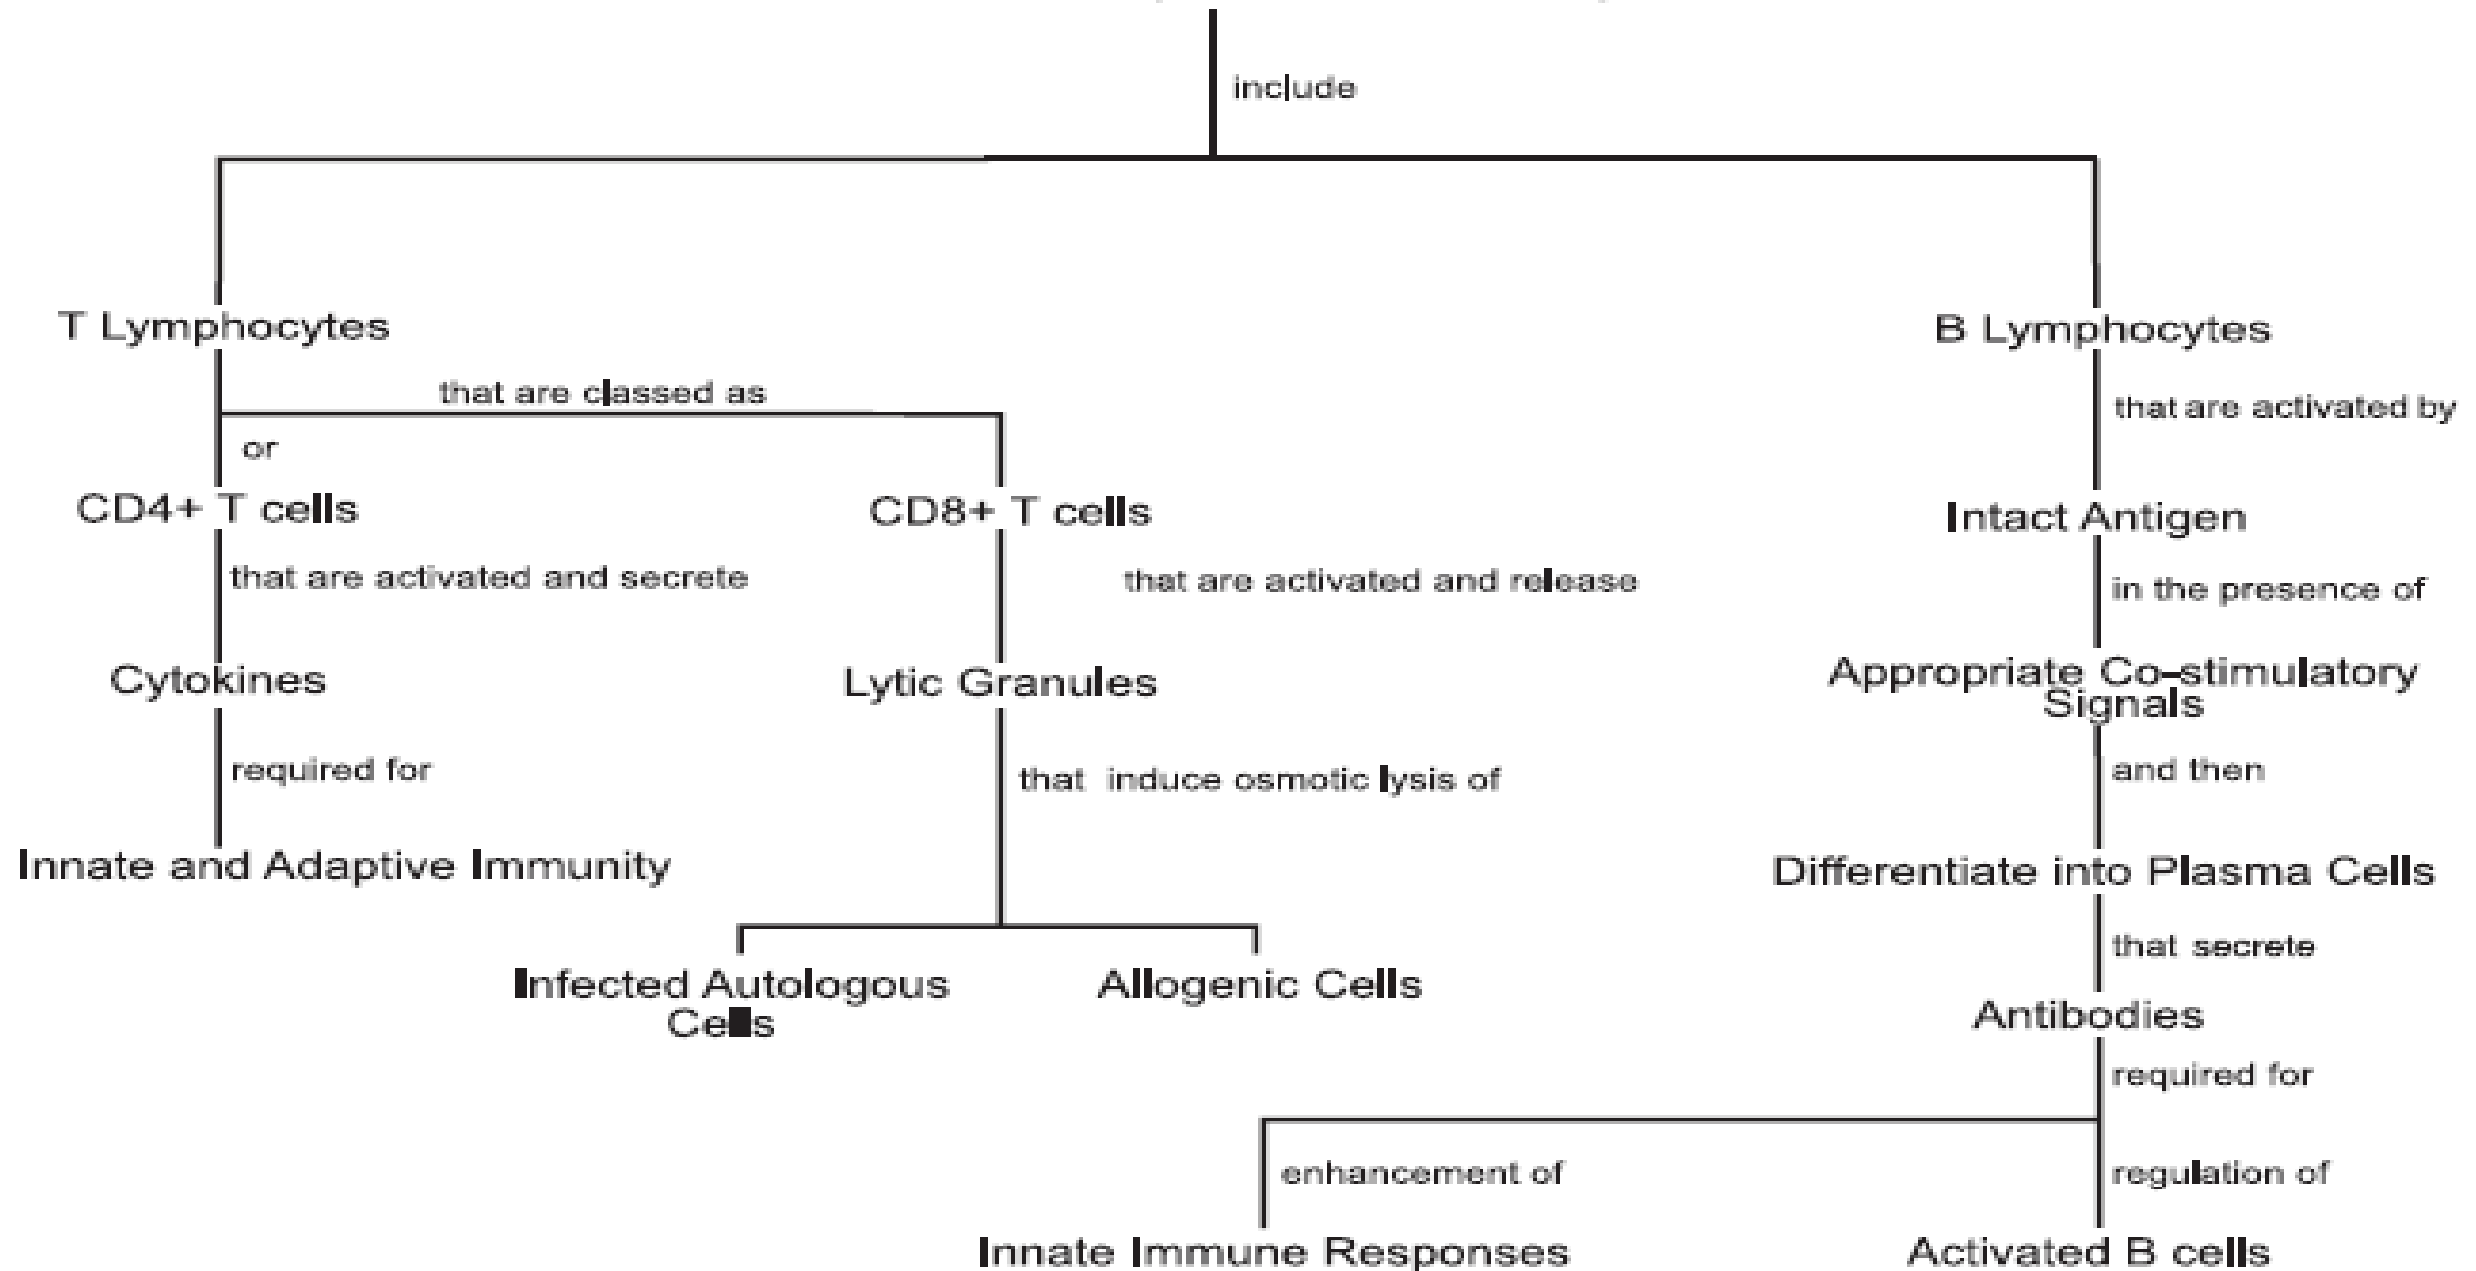 include
T Lymphocytes
B Lymphocytes
that are classed as
that are activated by
or
CD4+ T cells
CD8+ T cells
Intact Antigen
that are activated and secrete
that are activated and release
in the presence of
Cytokines
Lytic Granules
Appropriate Co-stimulatory
Signals
required for
that induce osmotic lysis of
and then
Innate and Adaptive Immunity
Differentiate into Plasma Cells
that secrete
Infected Autologous
Cells
Allogenic Cells
Antibodies
required for
enhancement of
regulation of
Innate Immune Responses
Activated B cells